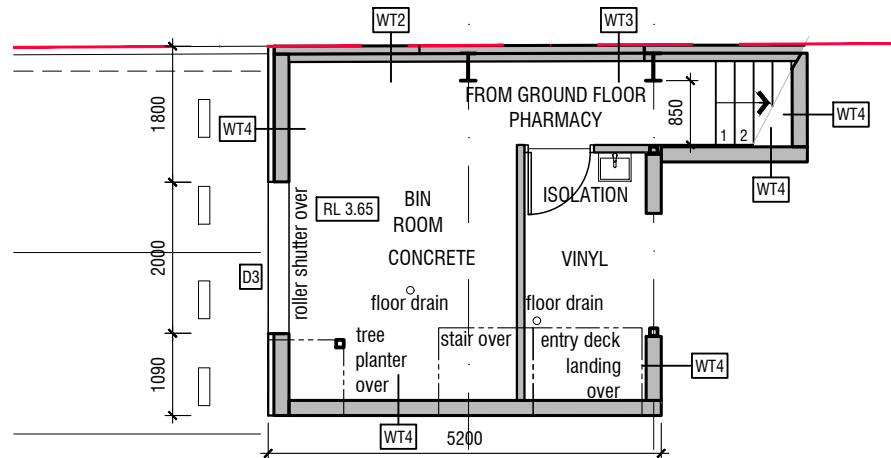 WT2
WT3
1800
WT4
FROM GROUND FLOOR
PHARMACY
850
1 2
WT4
WT4
ISOLATION
RL 3.65
BIN
ROOM
CONCRETE
VINYL
roller shutter over
2000
D3
floor drain
floor drain
tree
planter
over
stair over
entry deck
landing
over
WT4
1090
WT4
5200